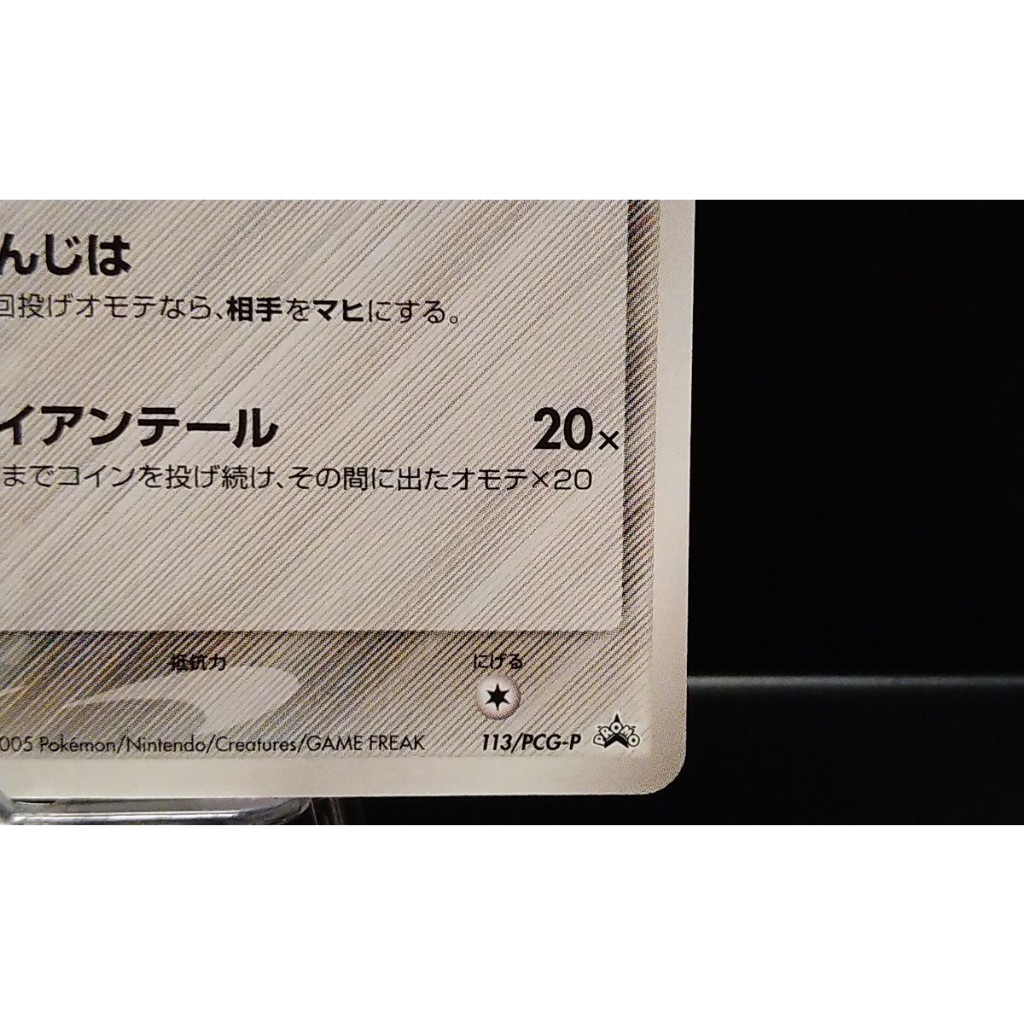 んじは
回投げオモテなら、相手をマヒにする。
イアンテール 20×
までコインを投げ続け、その間に出たオモテ×20
抵抗力 にげる
005 Pokémon/Nintendo/Creatures/GAME FREAK 113/PCG-P